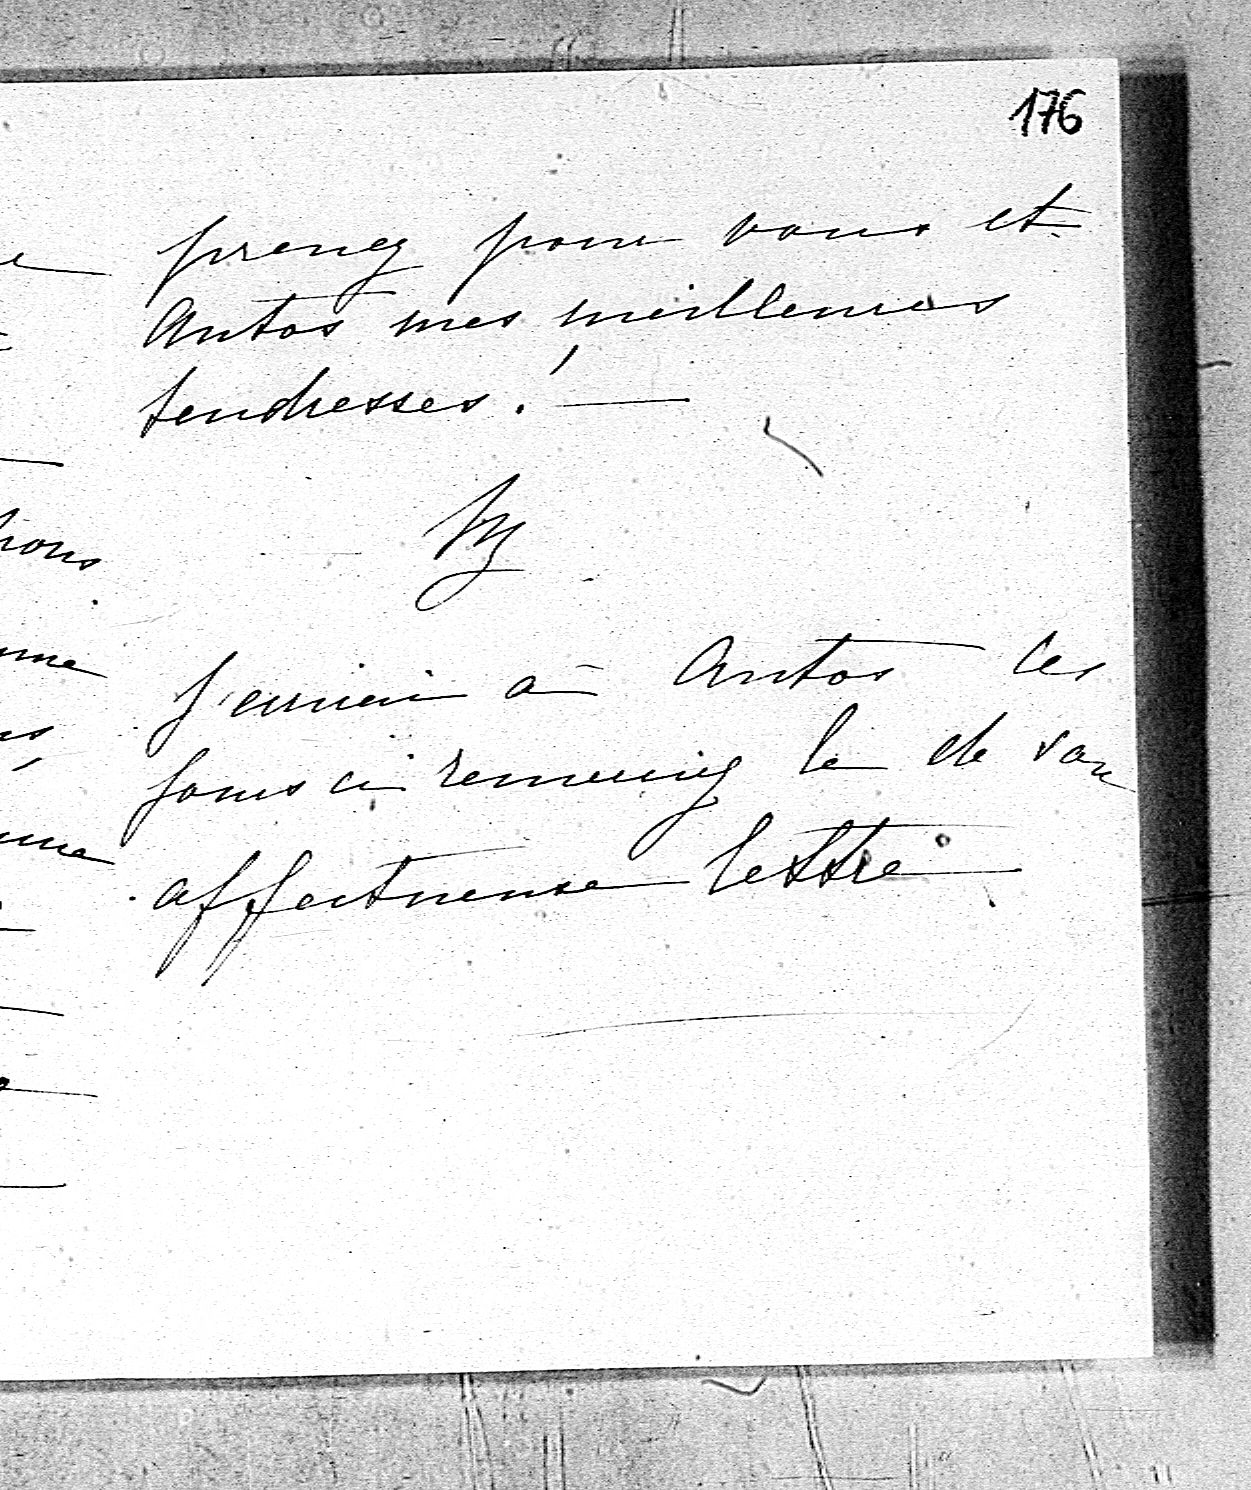 176
prenez pour vous et
Antos mes meilleures
tendresses. !
J'écrirai à Antos ces
jours ci remerciez le de son
affectueuse lettre